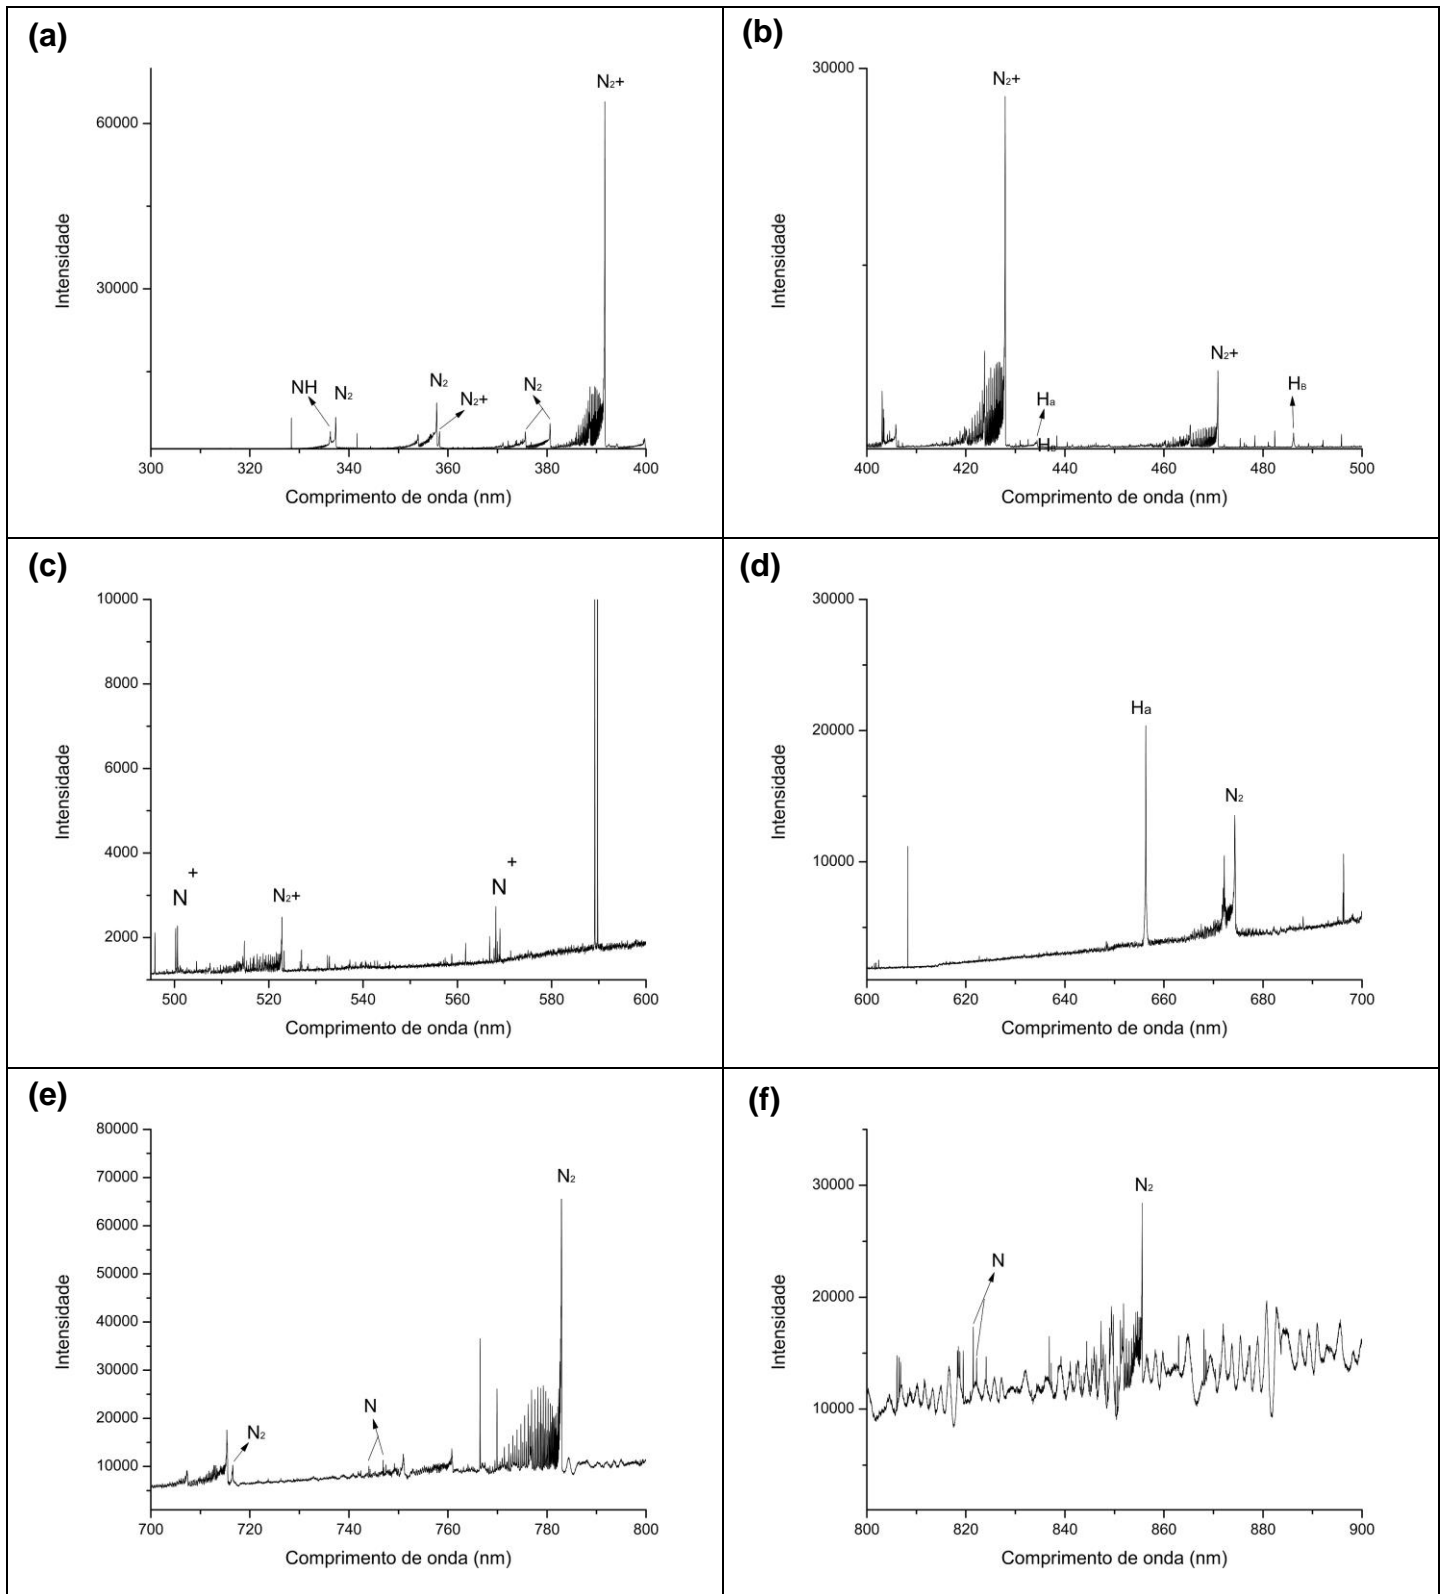 (a)
N₂+
60000
30000
NH
N₂
N₂
N₂+
N₂
Intensidade
300 320 340 360 380 400
Comprimento de onda (nm)
(b)
30000
N₂+
N₂+
Ha
HB
Intensidade
400 420 440 460 480 500
Comprimento de onda (nm)
(c)
10000
8000
6000
4000
2000
N+
N₂+
N+
Intensidade
500 520 540 560 580 600
Comprimento de onda (nm)
(d)
30000
20000
10000
Ha
N₂
Intensidade
600 620 640 660 680 700
Comprimento de onda (nm)
(e)
80000
70000
60000
50000
40000
30000
20000
10000
N₂
N
N₂
Intensidade
700 720 740 760 780 800
Comprimento de onda (nm)
(f)
30000
20000
10000
N₂
N
Intensidade
800 820 840 860 880 900
Comprimento de onda (nm)